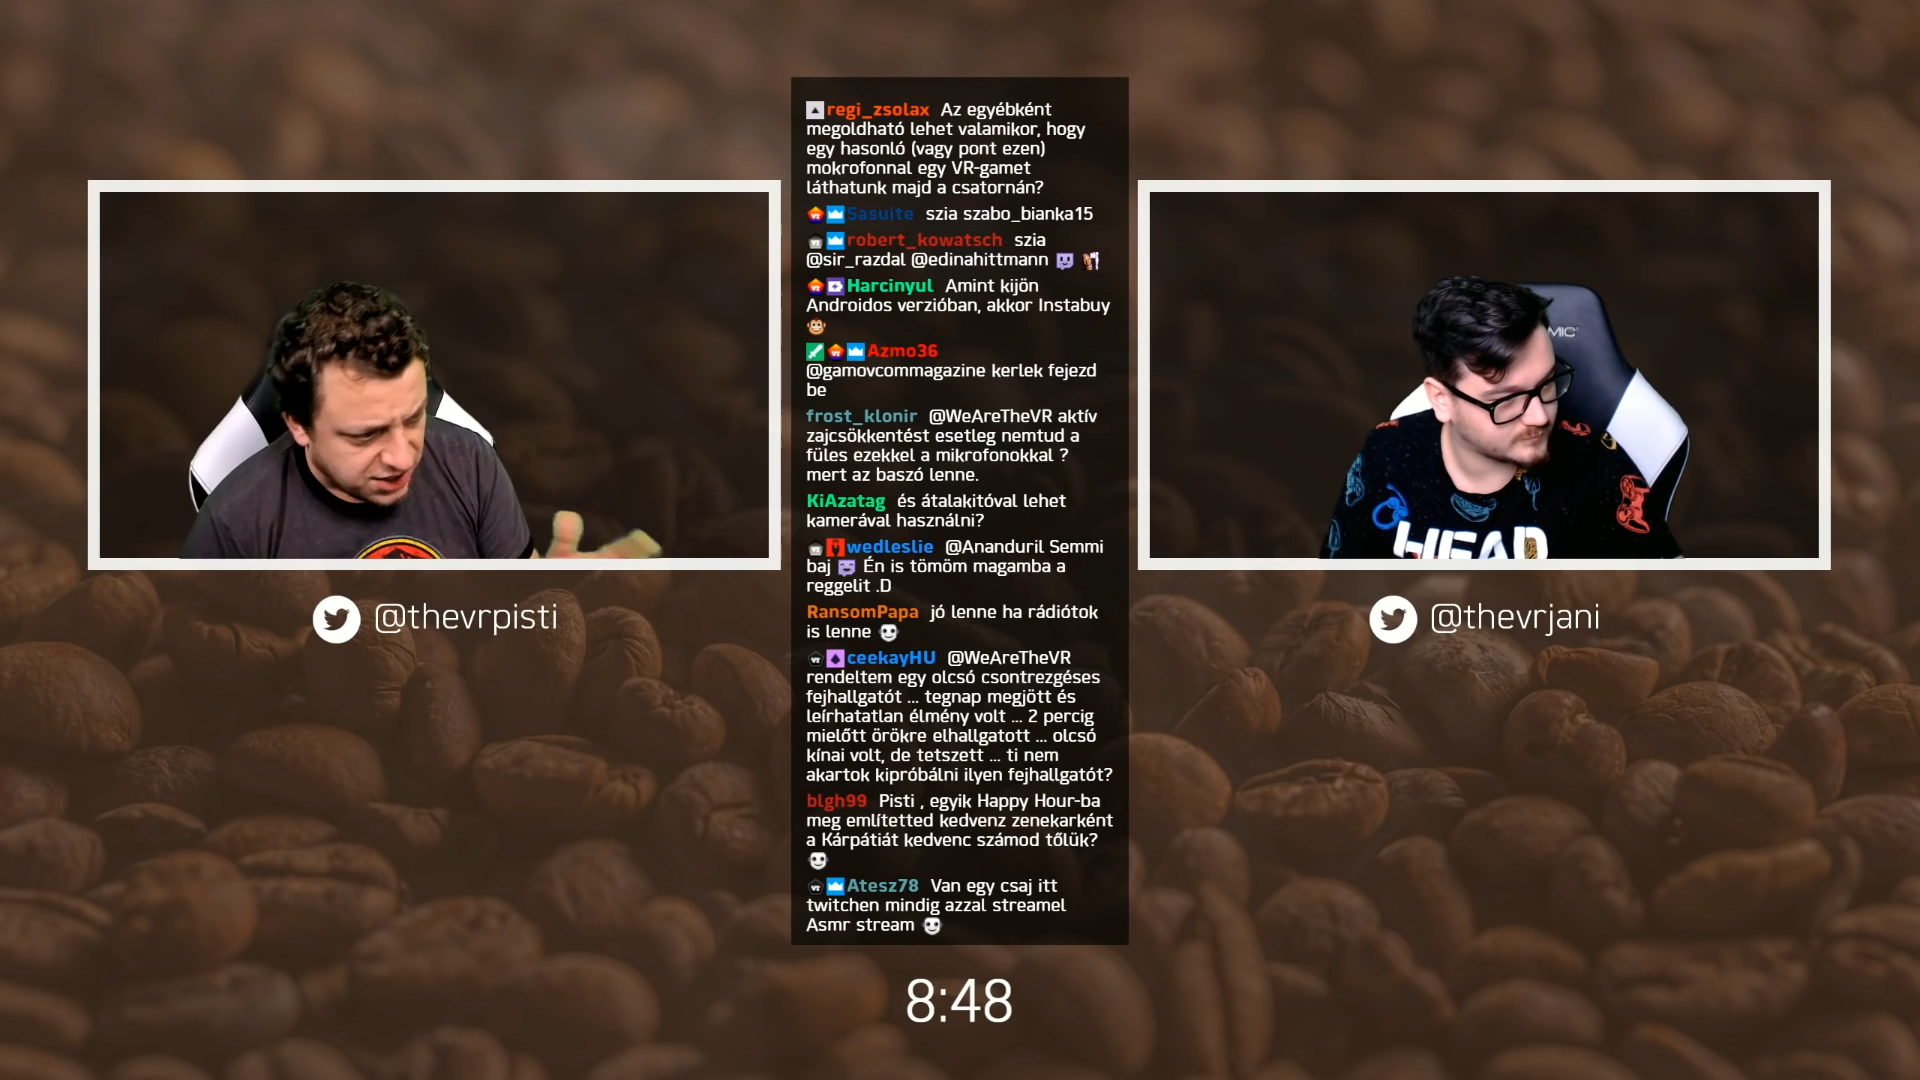 regi_zsolax Az egyébként
megoldható lehet valamikor, hogy
egy hasonló (vagy pont ezen)
mokrofonnal egy VR-gamet
láthatunk majd a csatornán?
Sasuite szia szabo_bianka15
robert_kowatsch szia
@sir_razdal @edinahittmann
Harcinyul Amint kijön
Androidos verzióban, akkor Instabuy
Azmo36
@gamovcommagazine kerlek fejezd
be
frost_klonir @WeAreTheVR aktív
zajcsökkentést esetleg nemtud a
füles ezekkel a mikrofonokkal ?
mert az baszó lenne.
KiAzatag és átalakitóval lehet
kamerával használni?
wedleslie @Ananduril Semmi
baj Én is tömöm magamba a
reggelit .D
RansomPapa jó lenne ha rádiótok
is lenne
ceekayHU @WeAreTheVR
rendeltem egy olcsó csontrezgéses
fejhallgatót ... tegnap megjött és
leírhatatlan élmény volt ... 2 percig
mielőtt örökre elhallgatott ... olcsó
kínai volt, de tetszett ... ti nem
akartok kipróbálni ilyen fejhallgatót?
blgh99 Pisti , egyik Happy Hour-ba
meg említetted kedvenz zenekarként
a Kárpátiát kedvenc számod tőlük?
Atesz78 Van egy csaj itt
twitchen mindig azzal streamel
Asmr stream
@thevrpisti
MIC
HEAD
@thevrjani
8:48